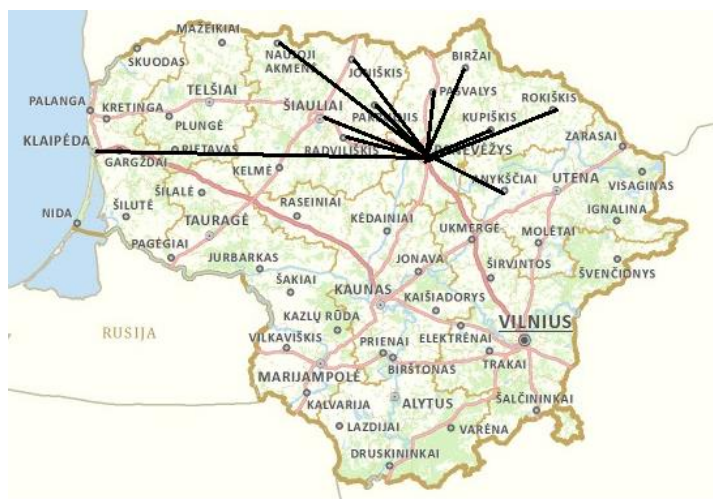 MAŽEIKIAI
SKUODAS
NAUJOJI
AKMENĖ
JONIŠKIS
BIRŽAI
PASVALYS
ROKIŠKIS
TELŠIAI
PALANGA
KRETINGA
ŠIAULIAI
KUPIŠKIS
PLUNGĖ
KLAIPĖDA
RIETAVAS
RADVILIŠKIS
ZARASAI
GARGŽDAI
KELMĖ
ANYKŠČIAI
UTENA
VISAGINAS
ŠILALĖ
ŠILUTĖ
NIDA
TAURAGĖ
RASEINIAI
KĖDAINIAI
UKMERGĖ
MOLĖTAI
IGNALINA
PAGĖGIAI
JURBARKAS
JONAVA
ŠIRVINTOS
ŠVENČIONYS
ŠAKIAI
KAUNAS
KAIŠIADORYS
RUSIJA
KAZLŲ RŪDA
VILNIUS
VILKAVIŠKIS
PRIENAI
ELEKTRĖNAI
BIRŠTONAS
TRAKAI
MARIJAMPOLĖ
KALVARIJA
ALYTUS
ŠALČININKAI
LAZDIJAI
VARĖNA
DRUSKININKAI